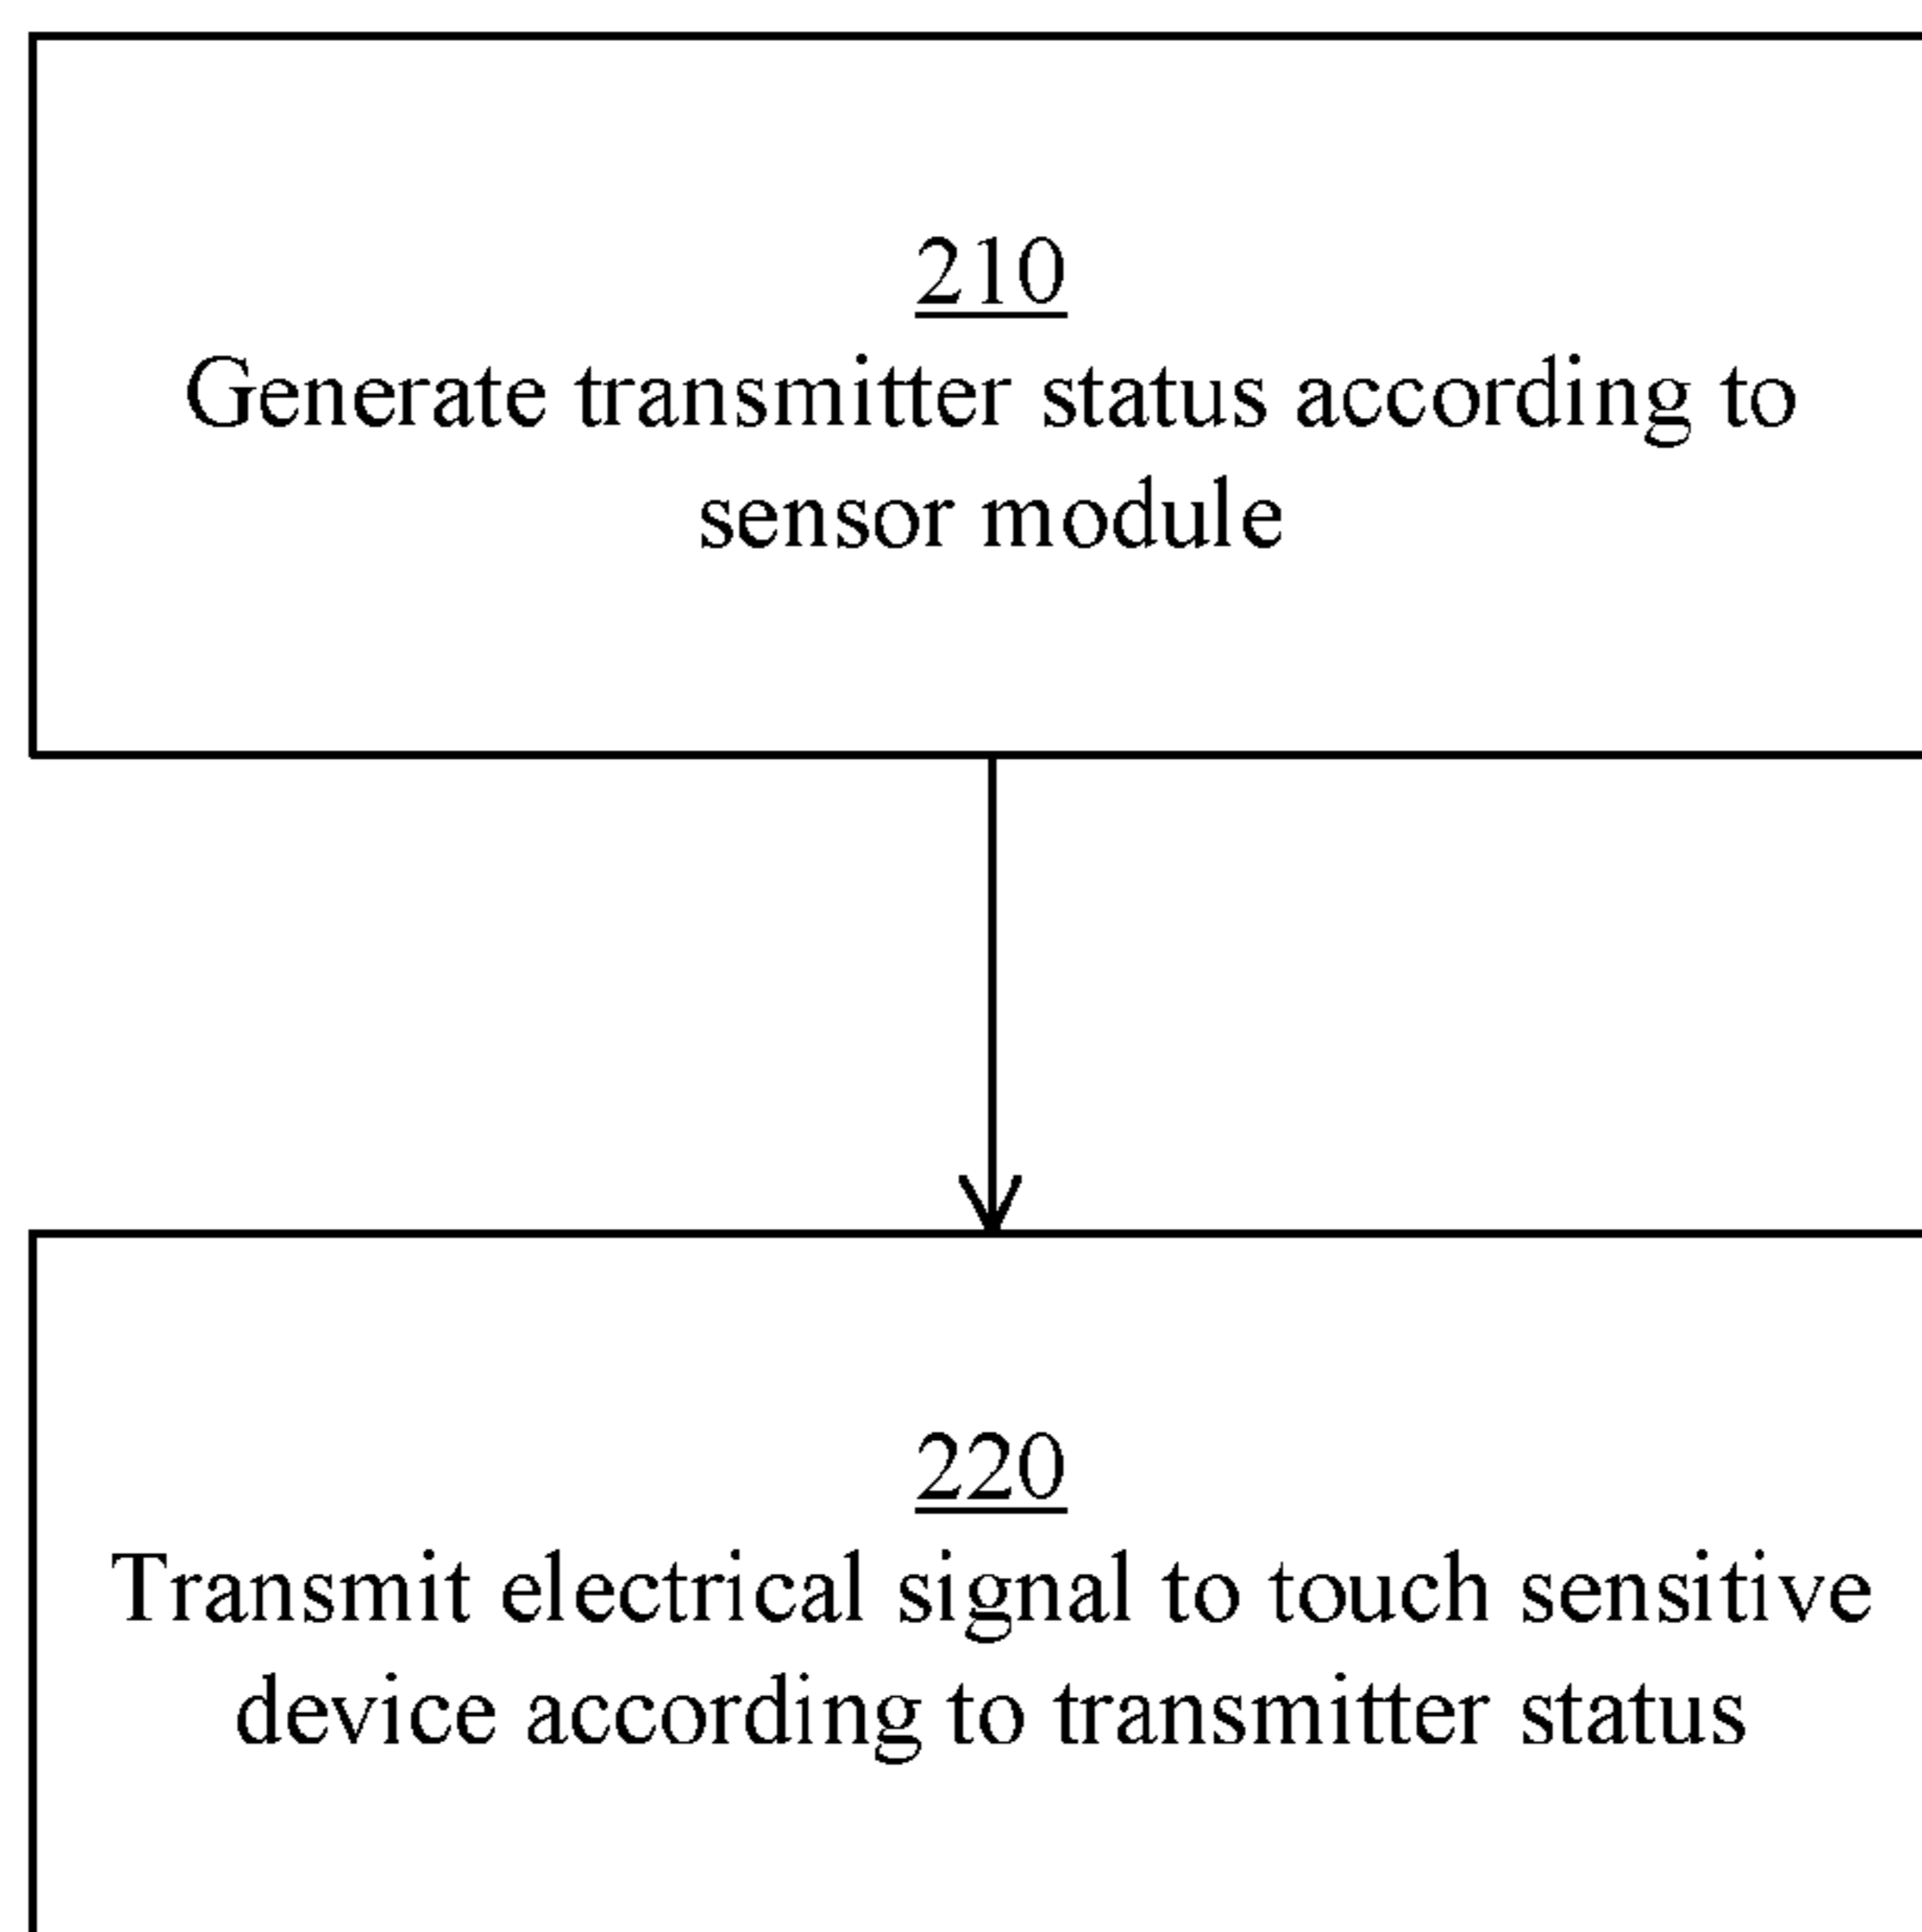 210
Generate transmitter status according to
sensor module
220
Transmit electrical signal to touch sensitive
device according to transmitter status